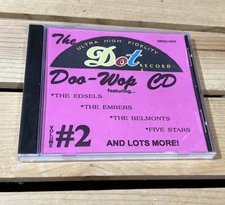 The
ULTRA HIGH FIDELITY
Dot
RECORD
Doo-Wop CD
featuring...
*THE EDSELS
*THE EMBERS
*THE BELMONTS
*FIVE STARS
VOLUME
#2
AND LOTS MORE!